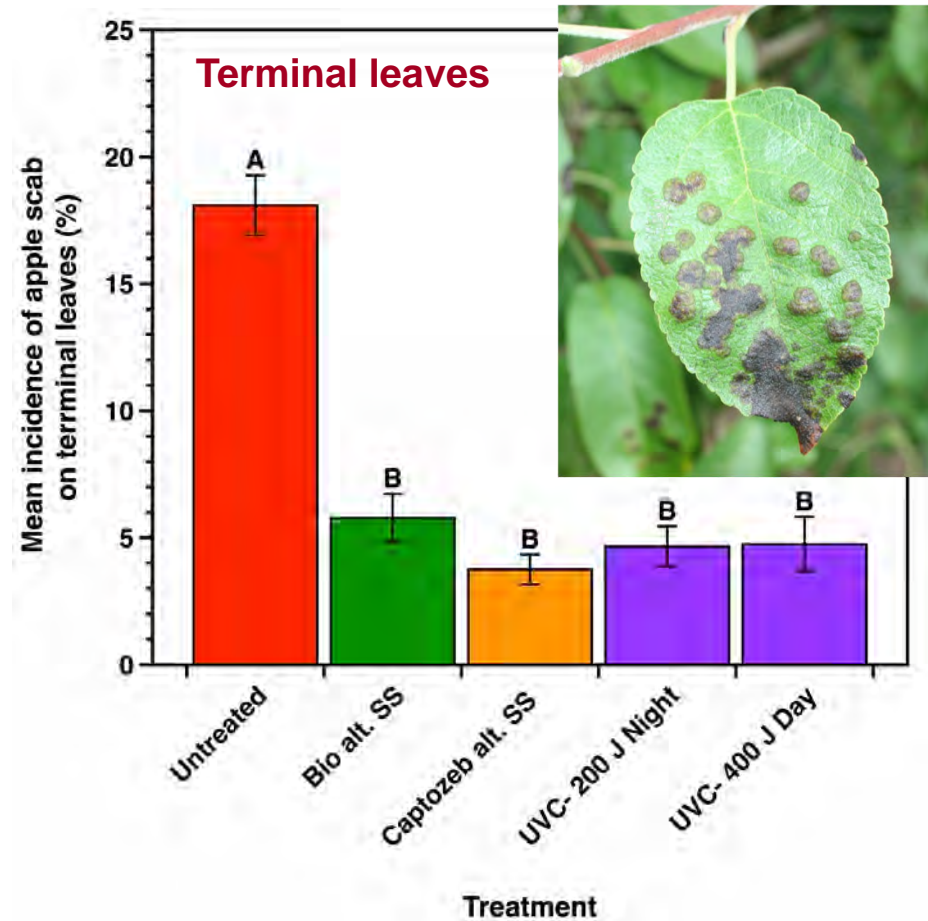 Terminal leaves
Mean incidence of apple scab
on terrminal leaves (%)
25
20
15
10
5
0
A
B
B
B
B
Untreated
Bio alt. SS
Captozeb alt. SS
UVC- 200 J Night
UVC- 400 J Day
Treatment